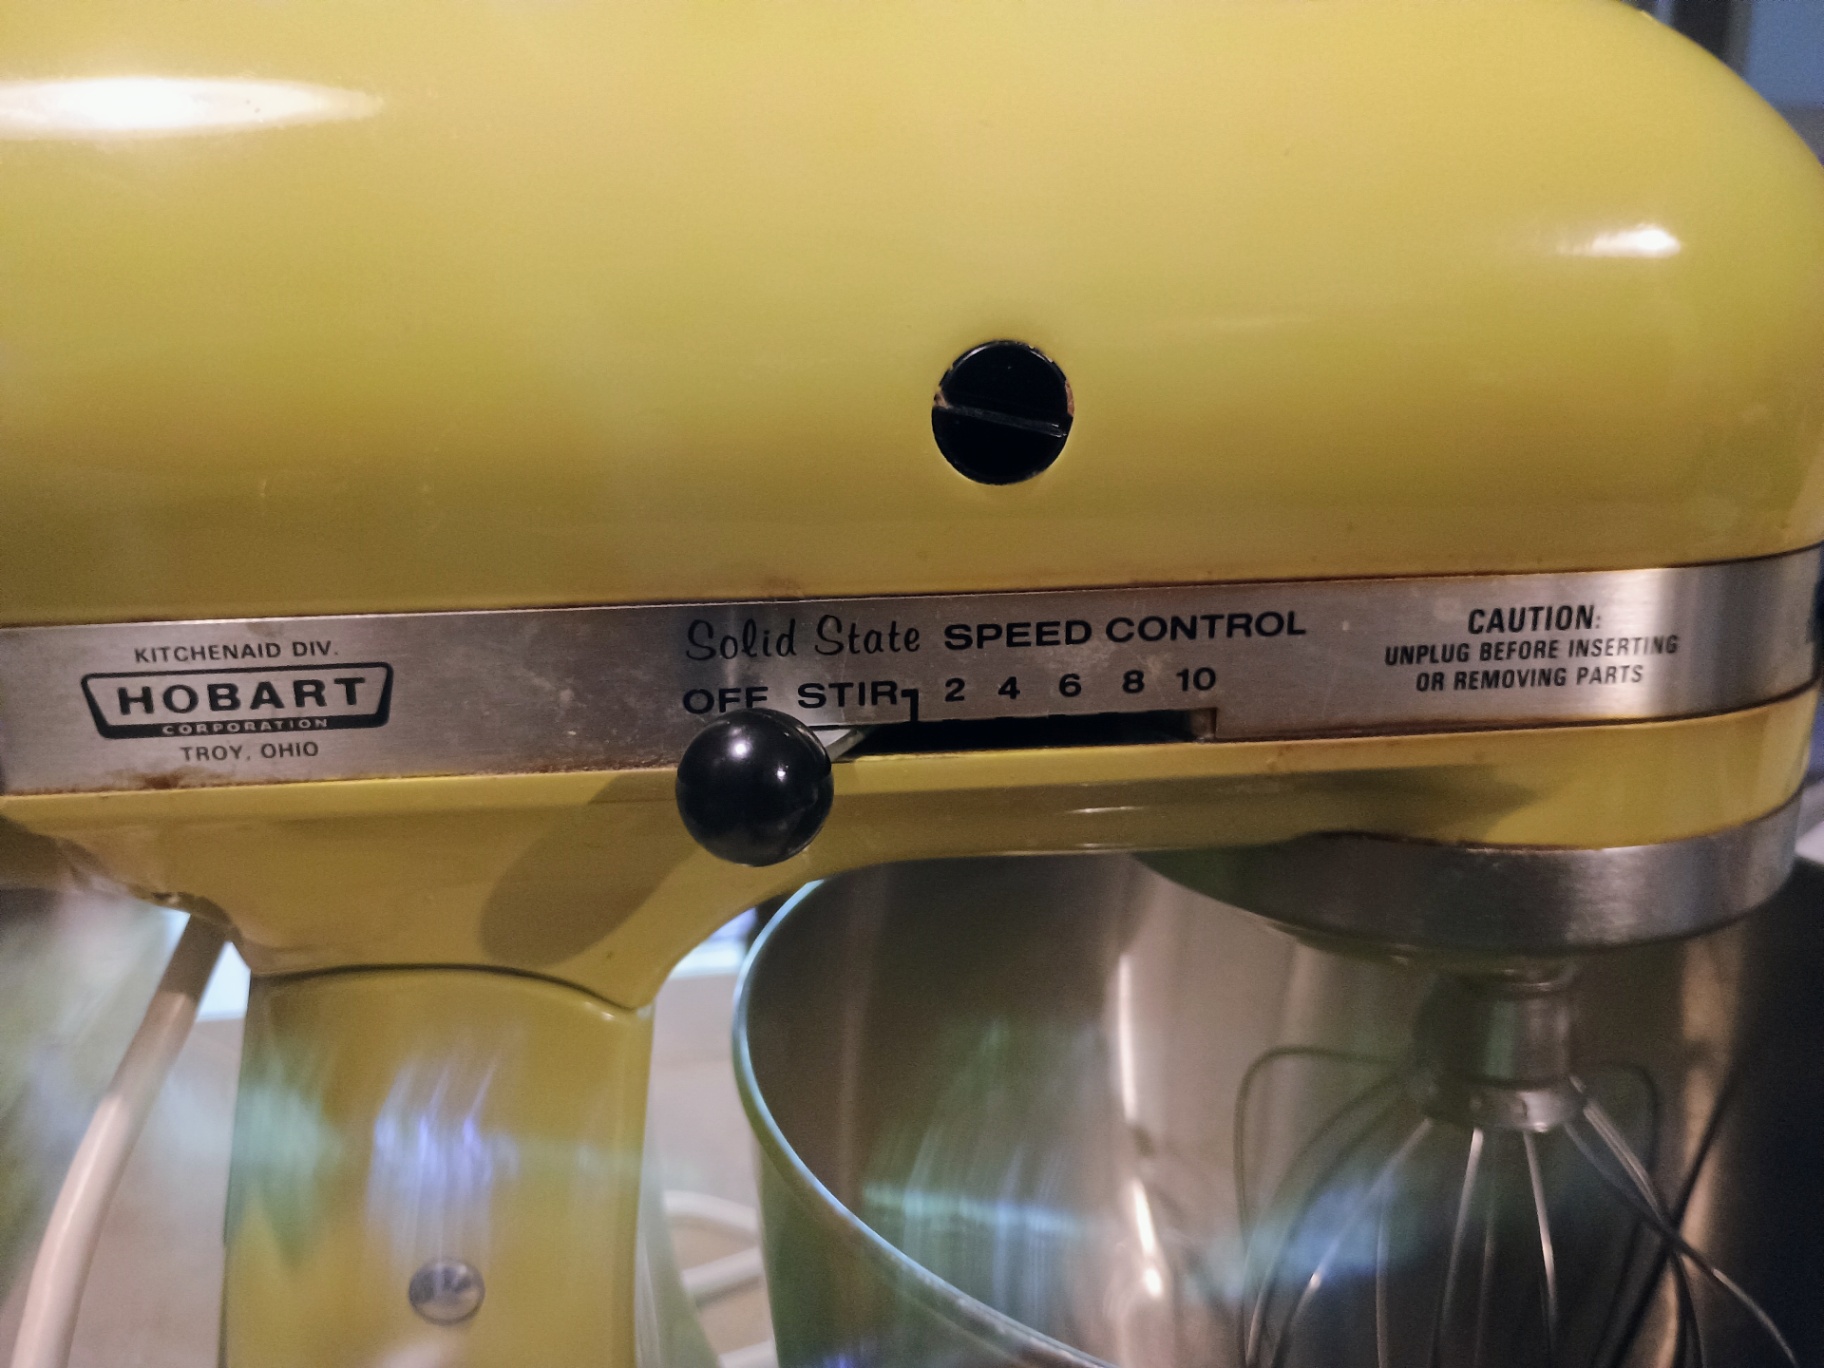 KITCHENAID DIV.
HOBART
CORPORATION
TROY, OHIO
Solid State SPEED CONTROL
OFF STIR 2 4 6 8 10
CAUTION:
UNPLUG BEFORE INSERTING
OR REMOVING PARTS